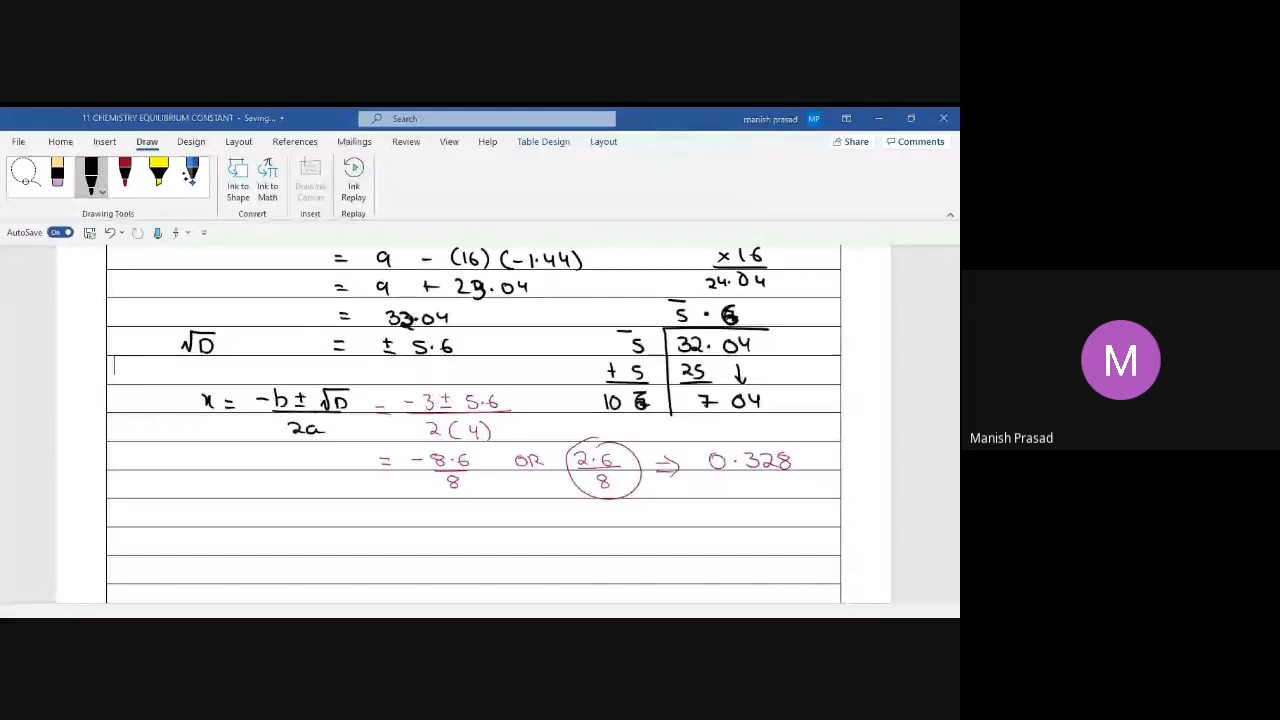 11 CHEMISTRY EQUILIBRIUM CONSTANT - Saving...
Search
manish prasad MP
File Home Insert Draw Design Layout References Mailings Review View Help Table Design Layout Share Comments
Ink to Shape
Ink to Math
Drawing Canvas
Ink Replay
Drawing Tools Convert Insert Replay
AutoSave On
= 9 - (16) (-1.44)
× 16
24.04
= 9 + 23.04
= 32.04
5.6
√D = ± 5.6
5 32.04
+ 5 25 ↓
10 6 7 04
x = -b ± √D / 2a = -3 ± 5.6 / 2(4)
= -8.6 / 8 OR 2.6 / 8 ⇒ 0.328
M
Manish Prasad